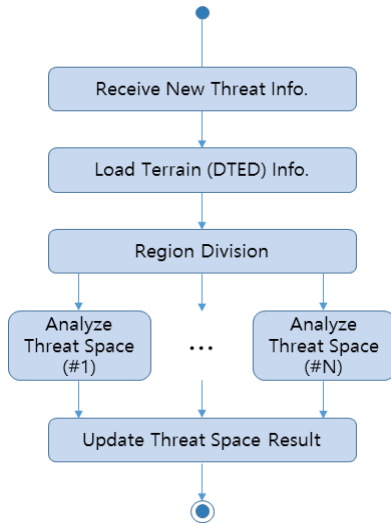 Receive New Threat Info.
Load Terrain (DTED) Info.
Region Division
Analyze
Threat Space
(#1)
...
Analyze
Threat Space
(#N)
Update Threat Space Result